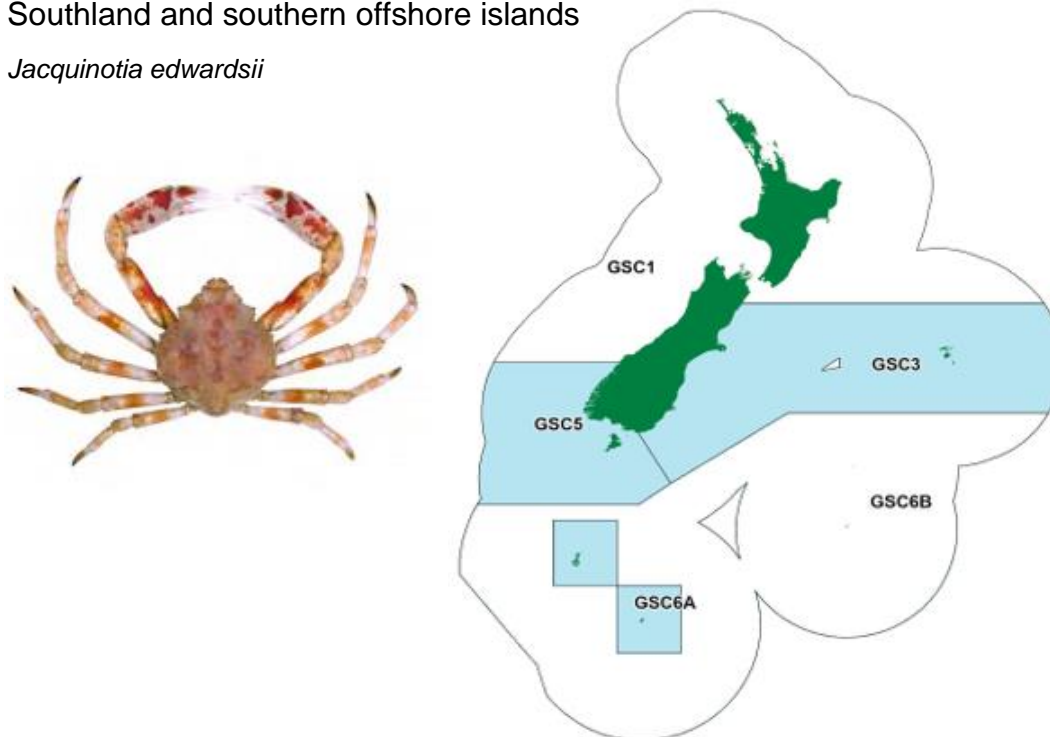 Southland and southern offshore islands
Jacquinotia edwardsii
GSC1
GSC3
GSC5
GSC6B
GSC6A